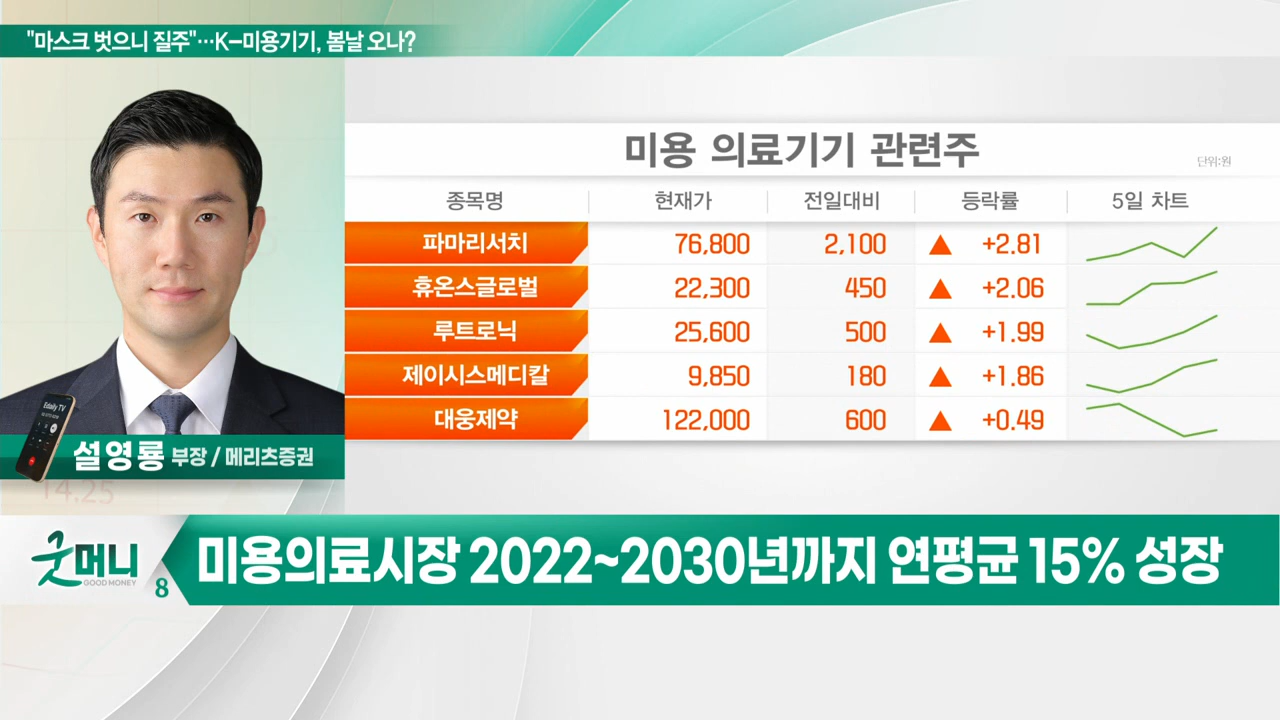 "마스크 벗으니 질주"…K-미용기기, 봄날 오나?
미용 의료기기 관련주
단위:원
종목명 현재가 전일대비 등락률 5일 차트
파마리서치 76,800 2,100 ▲ +2.81
휴온스글로벌 22,300 450 ▲ +2.06
루트로닉 25,600 500 ▲ +1.99
제이시스메디칼 9,850 180 ▲ +1.86
대웅제약 122,000 600 ▲ +0.49
Edaily TV
설영룡 부장 / 메리츠증권
14.25
굿머니
GOOD MONEY
8
미용의료시장 2022~2030년까지 연평균 15% 성장